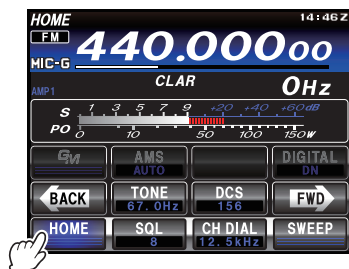 HOME 14:46Z
FM 440.00000
MIC-G
CLAR 0Hz
AMP1
S 1 3 5 7 9 +20 +40 +60dB
PO 0 10 50 100 150W
GM AMS AUTO DIGITAL DN
BACK TONE 67.0Hz DCS 156 FWD
HOME SQL 8 CH DIAL 12.5kHz SWEEP